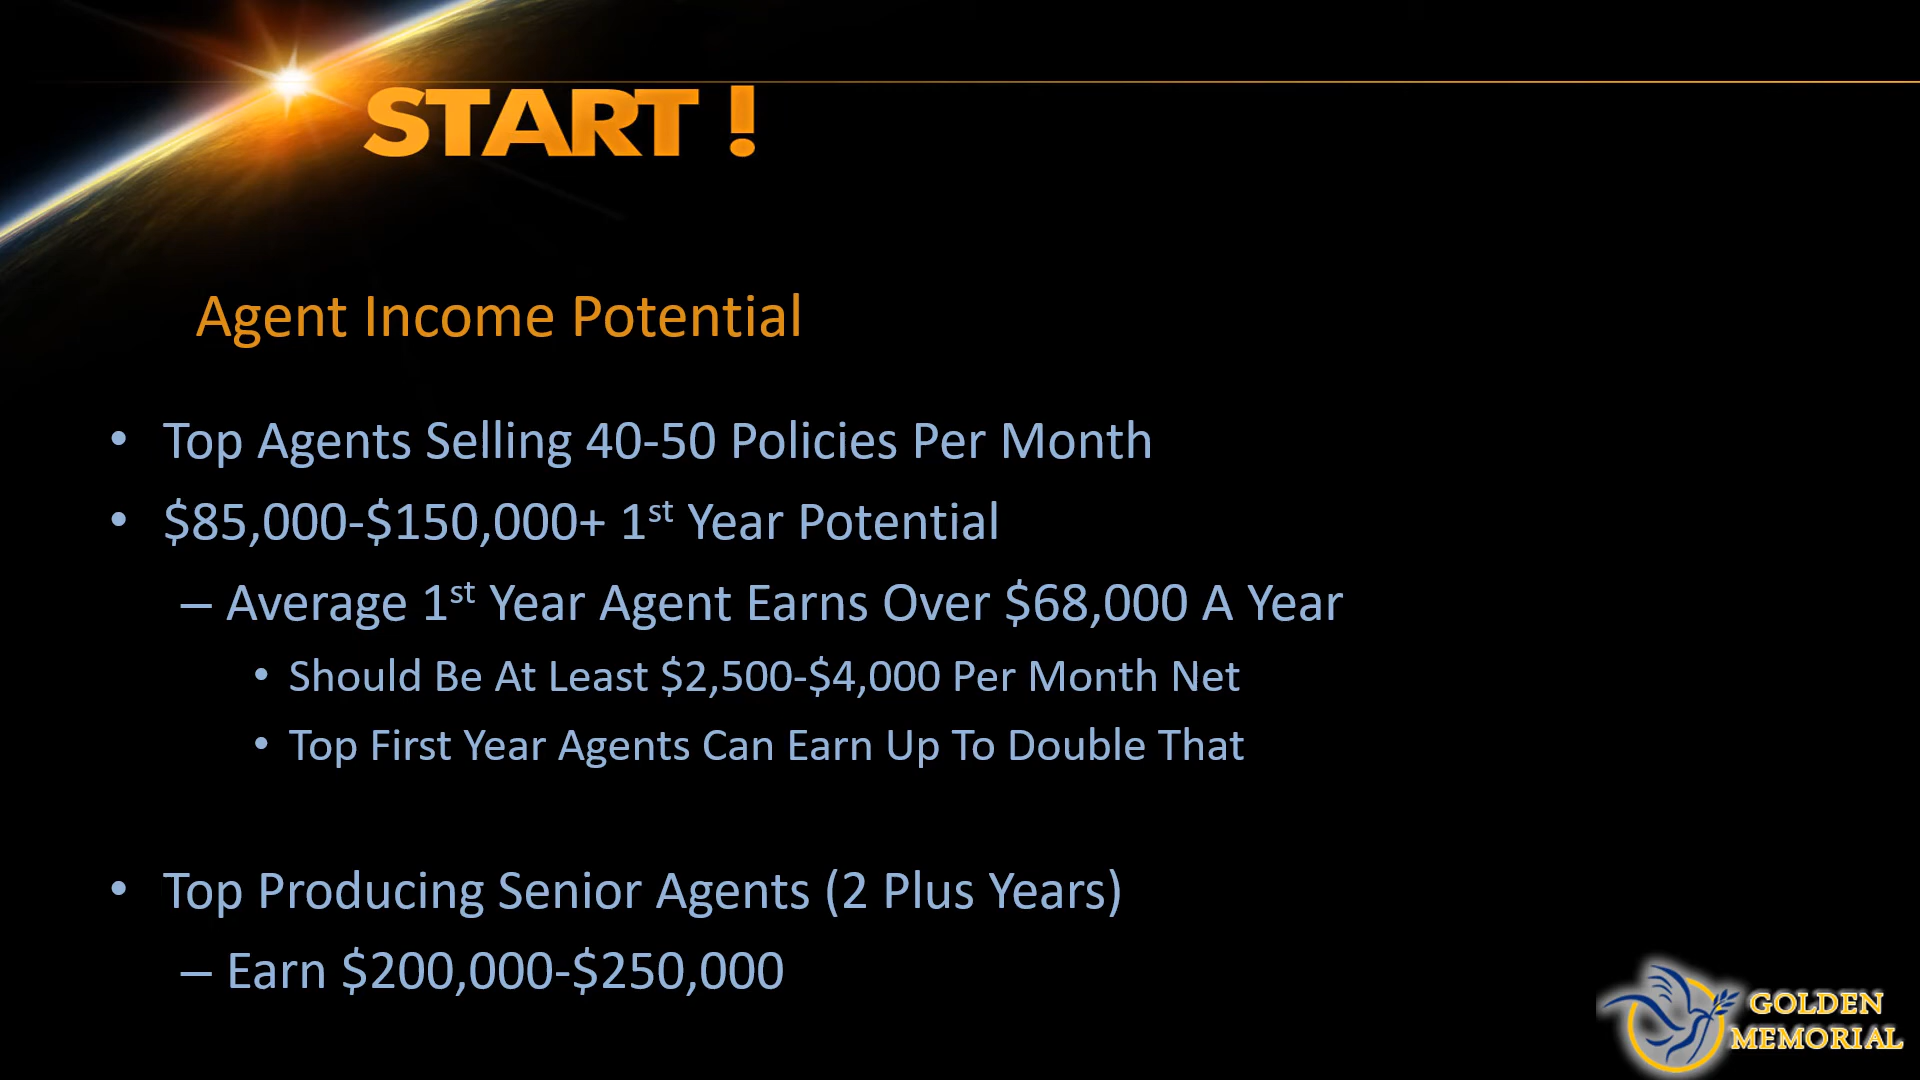 START !
Agent Income Potential
• Top Agents Selling 40-50 Policies Per Month
• $85,000-$150,000+ 1st Year Potential
– Average 1st Year Agent Earns Over $68,000 A Year
• Should Be At Least $2,500-$4,000 Per Month Net
• Top First Year Agents Can Earn Up To Double That
• Top Producing Senior Agents (2 Plus Years)
– Earn $200,000-$250,000
GOLDEN
MEMORIAL